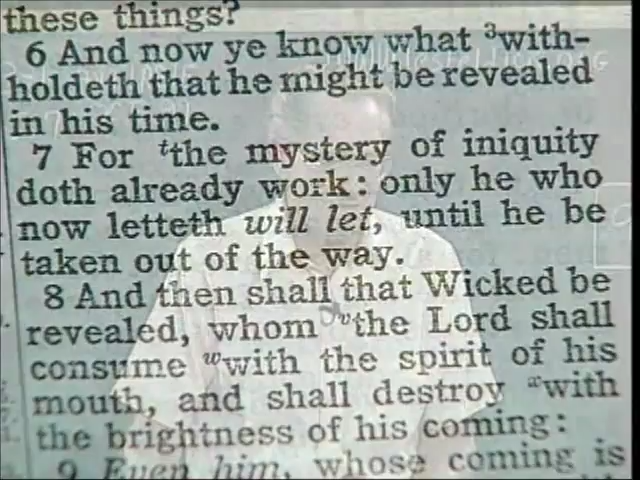 these things?
6 And now ye know what ³with-
holdeth that he might be revealed
in his time.
7 For ᵗthe mystery of iniquity
doth already work: only he who
now letteth will let, until he be
taken out of the way.
8 And then shall that Wicked be
revealed, whom ᵛthe Lord shall
consume ʷwith the spirit of his
mouth, and shall destroy ˣwith
the brightness of his coming:
9 Even him, whose coming is